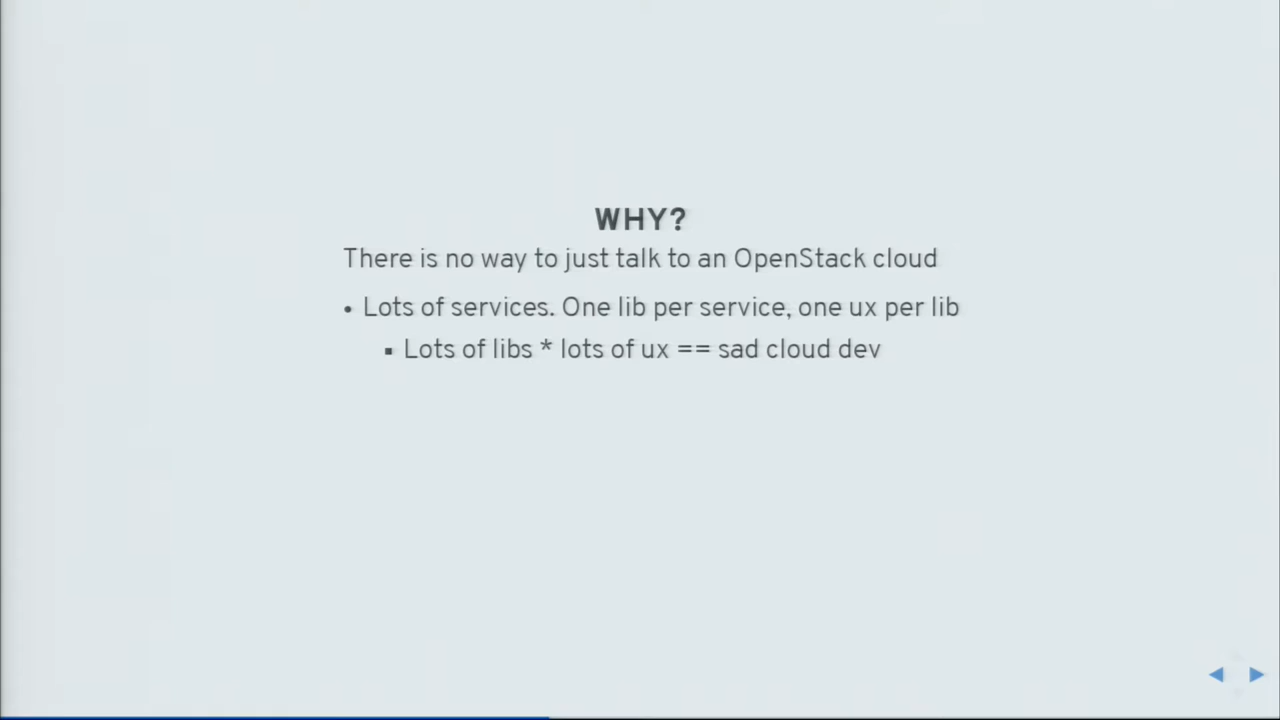 WHY?
There is no way to just talk to an OpenStack cloud
• Lots of services. One lib per service, one ux per lib
▪ Lots of libs * lots of ux == sad cloud dev